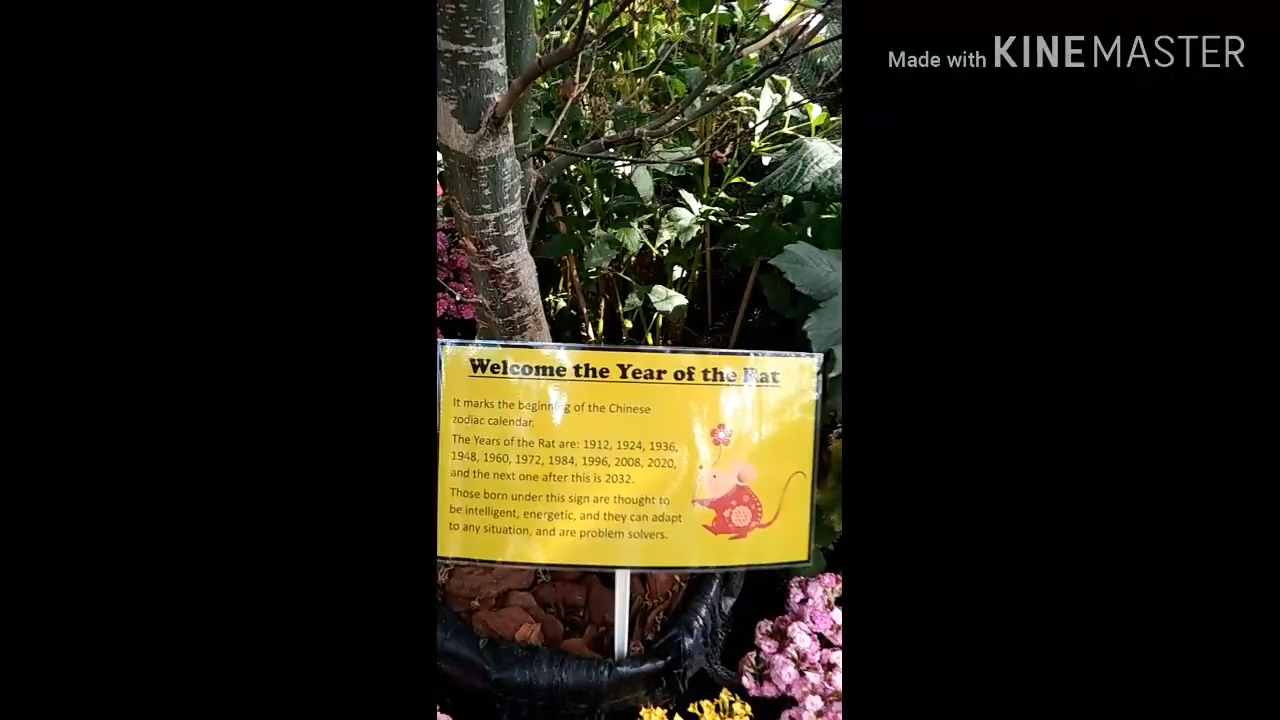 Made with KINEMASTER
Welcome the Year of the Rat
It marks the beginning of the Chinese
zodiac calendar.
The Years of the Rat are: 1912, 1924, 1936,
1948, 1960, 1972, 1984, 1996, 2008, 2020,
and the next one after this is 2032.
Those born under this sign are thought to
be intelligent, energetic, and they can adapt
to any situation, and are problem solvers.